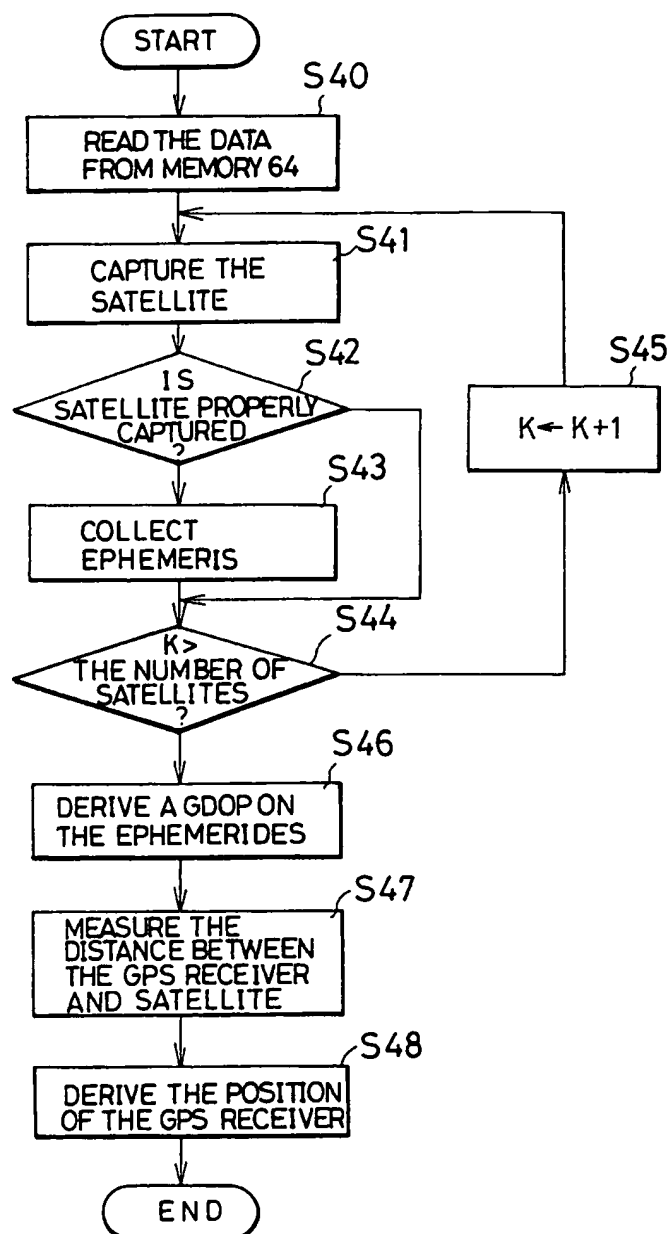 START
S40
READ THE DATA
FROM MEMORY 64
S41
CAPTURE THE
SATELLITE
S42
IS
SATELLITE PROPERLY
CAPTURED
?
S45
K ← K+1
S43
COLLECT
EPHEMERIS
S44
K>
THE NUMBER OF
SATELLITES
?
S46
DERIVE A GDOP ON
THE EPHEMERIDES
S47
MEASURE THE
DISTANCE BETWEEN
THE GPS RECEIVER
AND SATELLITE
S48
DERIVE THE POSITION
OF THE GPS RECEIVER
END